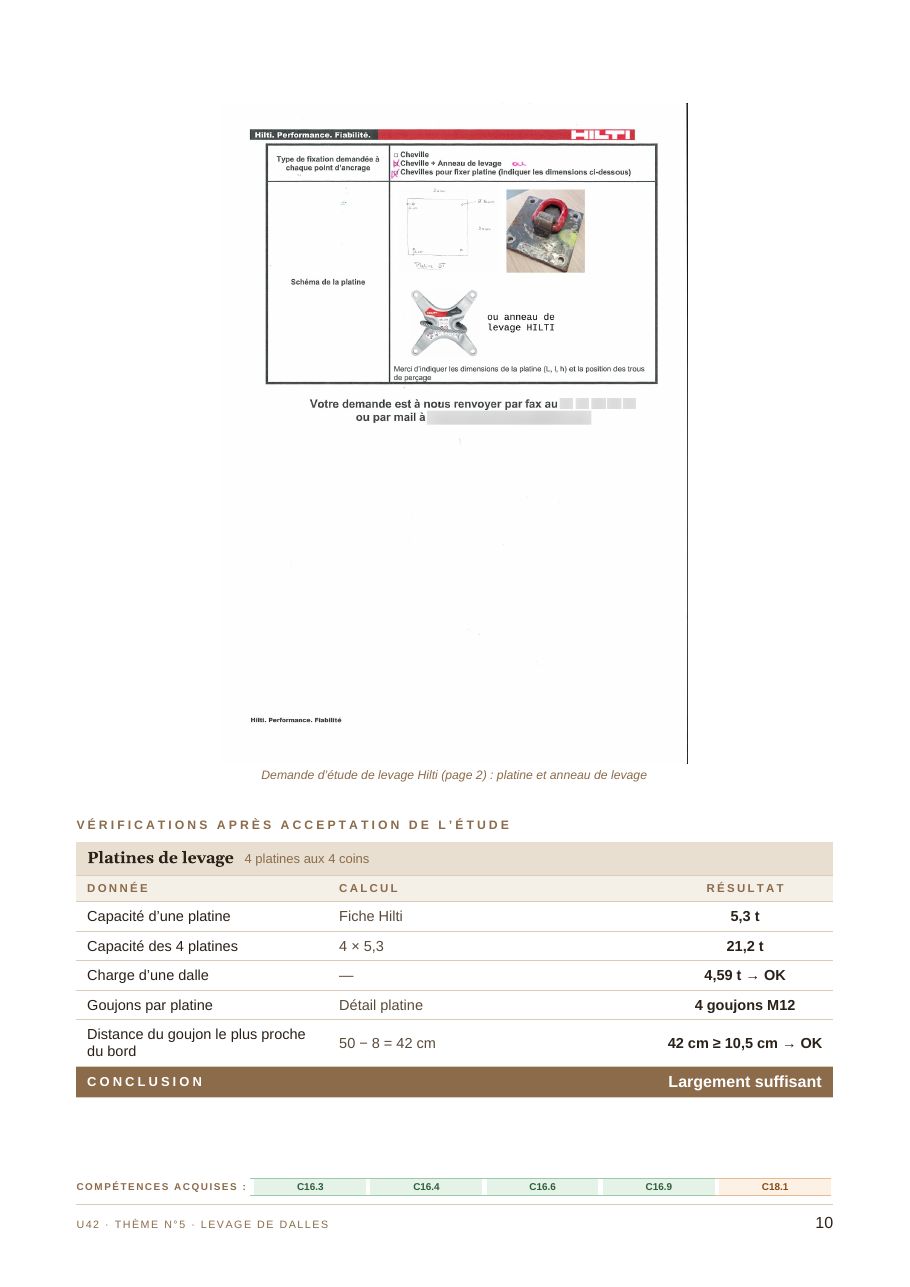 Hilti. Performance. Fiabilité. HILTI
Type de fixation demandée à
chaque point d'ancrage
Cheville
Cheville + Anneau de levage ou
Chevilles pour fixer platine (indiquer les dimensions ci-dessous)
Schéma de la platine
Platine
ou anneau de
levage HILTI
Merci d'indiquer les dimensions de la platine (L, l, h) et la position des trous
de perçage
Votre demande est à nous renvoyer par fax au
ou par mail à
Hilti. Performance. Fiabilité
Demande d’étude de levage Hilti (page 2) : platine et anneau de levage
VÉRIFICATIONS APRÈS ACCEPTATION DE L’ÉTUDE
Platines de levage 4 platines aux 4 coins
DONNÉE CALCUL RÉSULTAT
Capacité d’une platine Fiche Hilti 5,3 t
Capacité des 4 platines 4 × 5,3 21,2 t
Charge d’une dalle — 4,59 t → OK
Goujons par platine Détail platine 4 goujons M12
Distance du goujon le plus proche
du bord 50 − 8 = 42 cm 42 cm ≥ 10,5 cm → OK
CONCLUSION Largement suffisant
COMPÉTENCES ACQUISES : C16.3 C16.4 C16.6 C16.9 C18.1
U42 · THÈME N°5 · LEVAGE DE DALLES 10